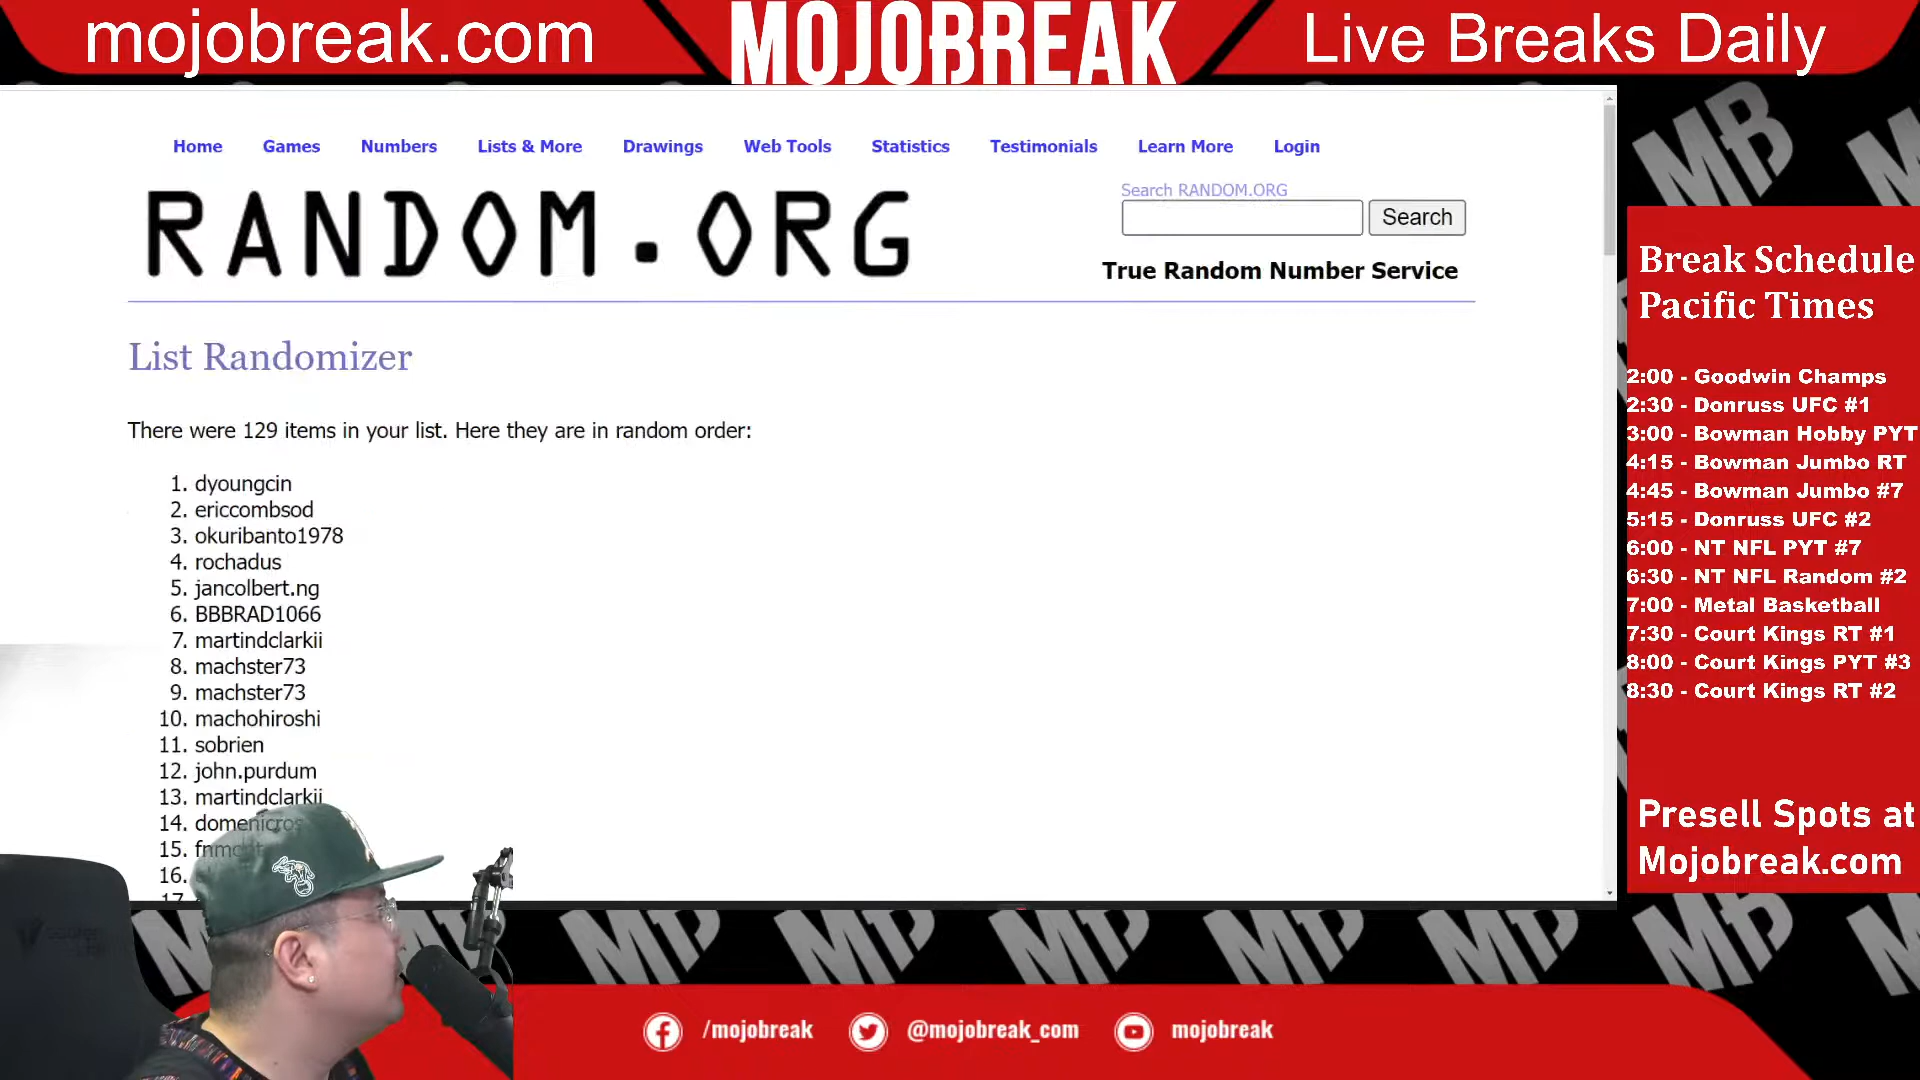 mojobreak.com
MOJOBREAK
Live Breaks Daily
Home Games Numbers Lists & More Drawings Web Tools Statistics Testimonials Learn More Login
RANDOM.ORG
Search RANDOM.ORG
Search
True Random Number Service
List Randomizer
There were 129 items in your list. Here they are in random order:
1. dyoungcin
2. ericcombsod
3. okuribanto1978
4. rochadus
5. jancolbert.ng
6. BBBRAD1066
7. martindclarkii
8. machster73
9. machster73
10. machohiroshi
11. sobrien
12. john.purdum
13. martindclarkii
14.
15.
16.
17.
Break Schedule
Pacific Times
2:00 - Goodwin Champs
2:30 - Donruss UFC #1
3:00 - Bowman Hobby PYT
4:15 - Bowman Jumbo RT
4:45 - Bowman Jumbo #7
5:15 - Donruss UFC #2
6:00 - NT NFL PYT #7
6:30 - NT NFL Random #2
7:00 - Metal Basketball
7:30 - Court Kings RT #1
8:00 - Court Kings PYT #3
8:30 - Court Kings RT #2
Presell Spots at
Mojobreak.com
/mojobreak
@mojobreak_com
mojobreak